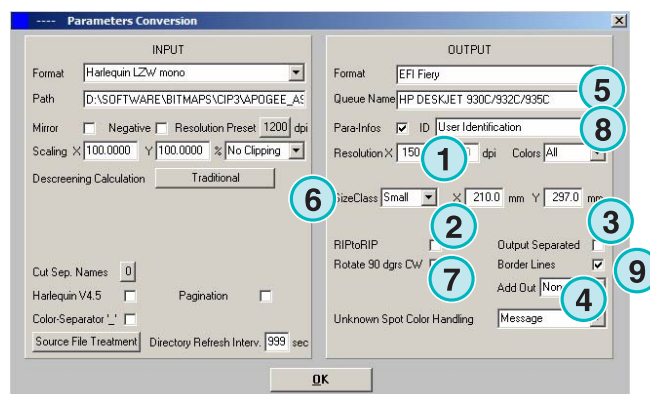 ---- Parameters Conversion
INPUT
Format Harlequin LZW mono
Path D:\SOFTWARE\BITMAPS\CIP3\APOGEE_AS
Mirror Negative Resolution Preset 1200 dpi
Scaling X 100.0000 Y 100.0000 % No Clipping
Descreening Calculation Traditional
Cut Sep. Names 0
Harlequin V4.5 Pagination
Color-Separator '_'
Source File Treatment Directory Refresh Interv. 999 sec
OUTPUT
Format EFI Fiery
Queue Name HP DESKJET 930C/932C/935C 5
Para-Infos ID User Identification 8
Resolution X 150 1 dpi Colors All
6 SizeClass Small X 210.0 mm Y 297.0 mm
2 3
RIPtoRIP Output Separated
Rotate 90 dgrs CW 7 Border Lines 9
Add Out Non 4
Unknown Spot Color Handling Message
OK